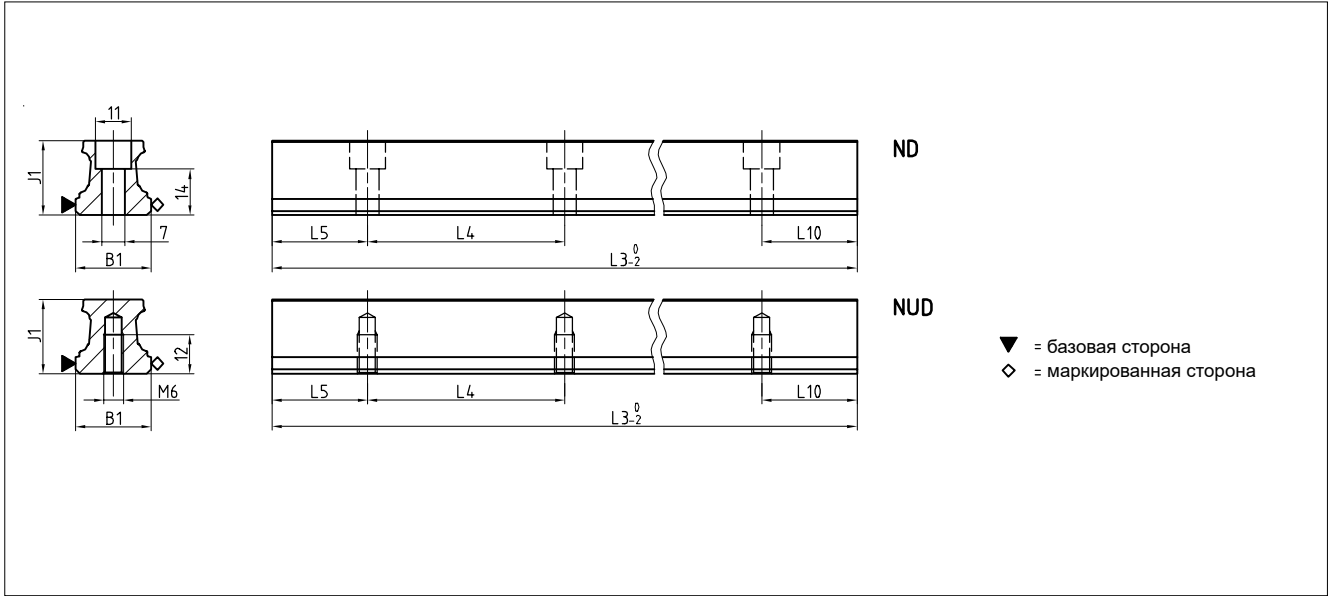 11
J1
14
7
B1
L5
L4
L10
L3-2 0
ND
J1
12
M6
B1
L5
L4
L10
L3-2 0
NUD
▼ = базовая сторона
◇ = маркированная сторона